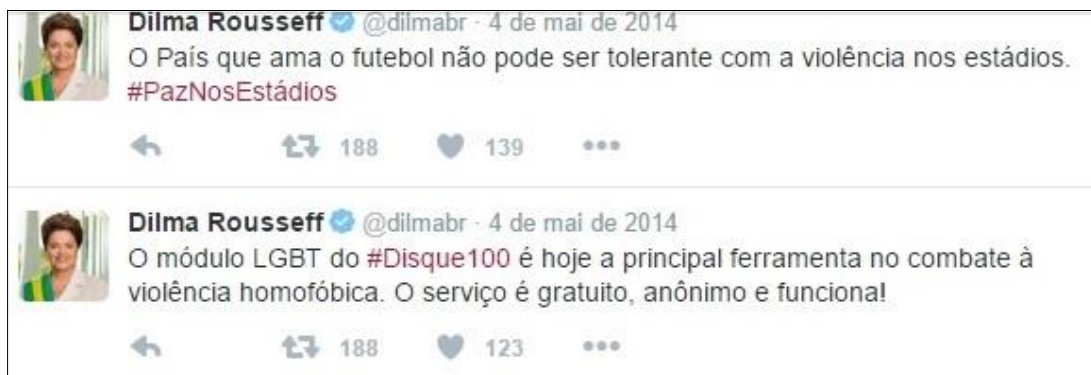 Dilma Rousseff @dilmabr · 4 de mai de 2014
O País que ama o futebol não pode ser tolerante com a violência nos estádios.
#PazNosEstádios
188 139
Dilma Rousseff @dilmabr · 4 de mai de 2014
O módulo LGBT do #Disque100 é hoje a principal ferramenta no combate à
violência homofóbica. O serviço é gratuito, anônimo e funciona!
188 123